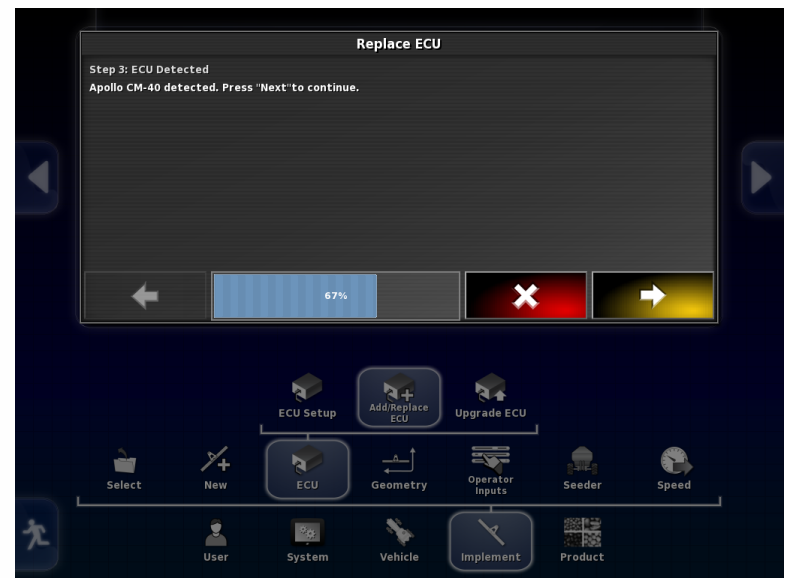 Replace ECU
Step 3: ECU Detected
Apollo CM-40 detected. Press "Next"to continue.
67%
ECU Setup
Add/Replace
ECU
Upgrade ECU
Select
New
ECU
Geometry
Operator
Inputs
Seeder
Speed
User
System
Vehicle
Implement
Product